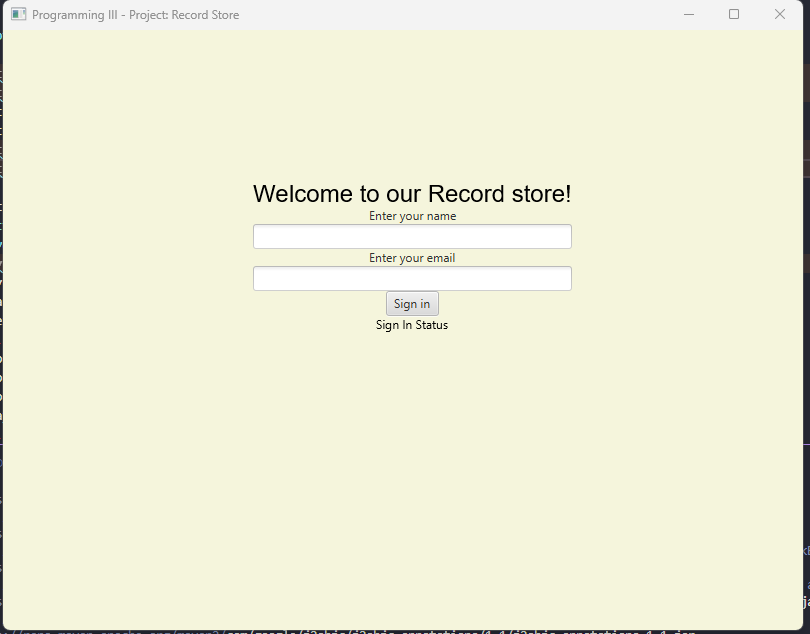 Programming III - Project: Record Store
Welcome to our Record store!
Enter your name
Enter your email
Sign in
Sign In Status